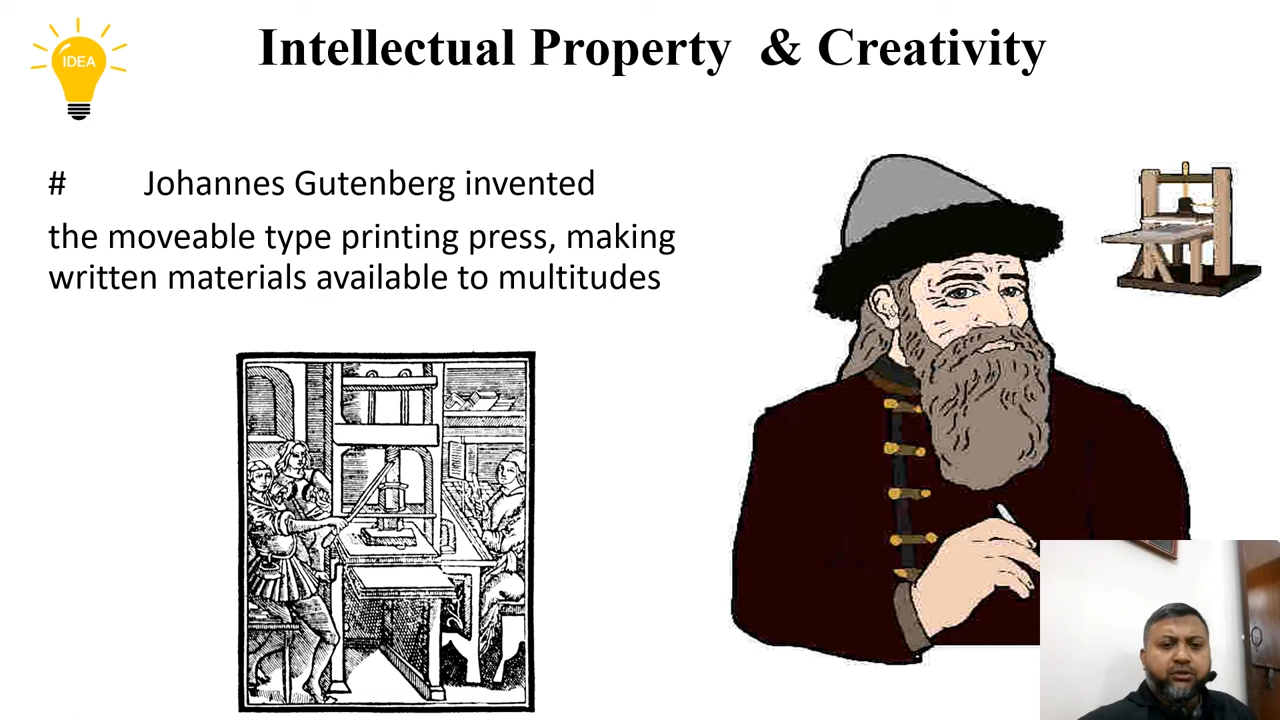 IDEA
Intellectual Property & Creativity
# Johannes Gutenberg invented
the moveable type printing press, making
written materials available to multitudes